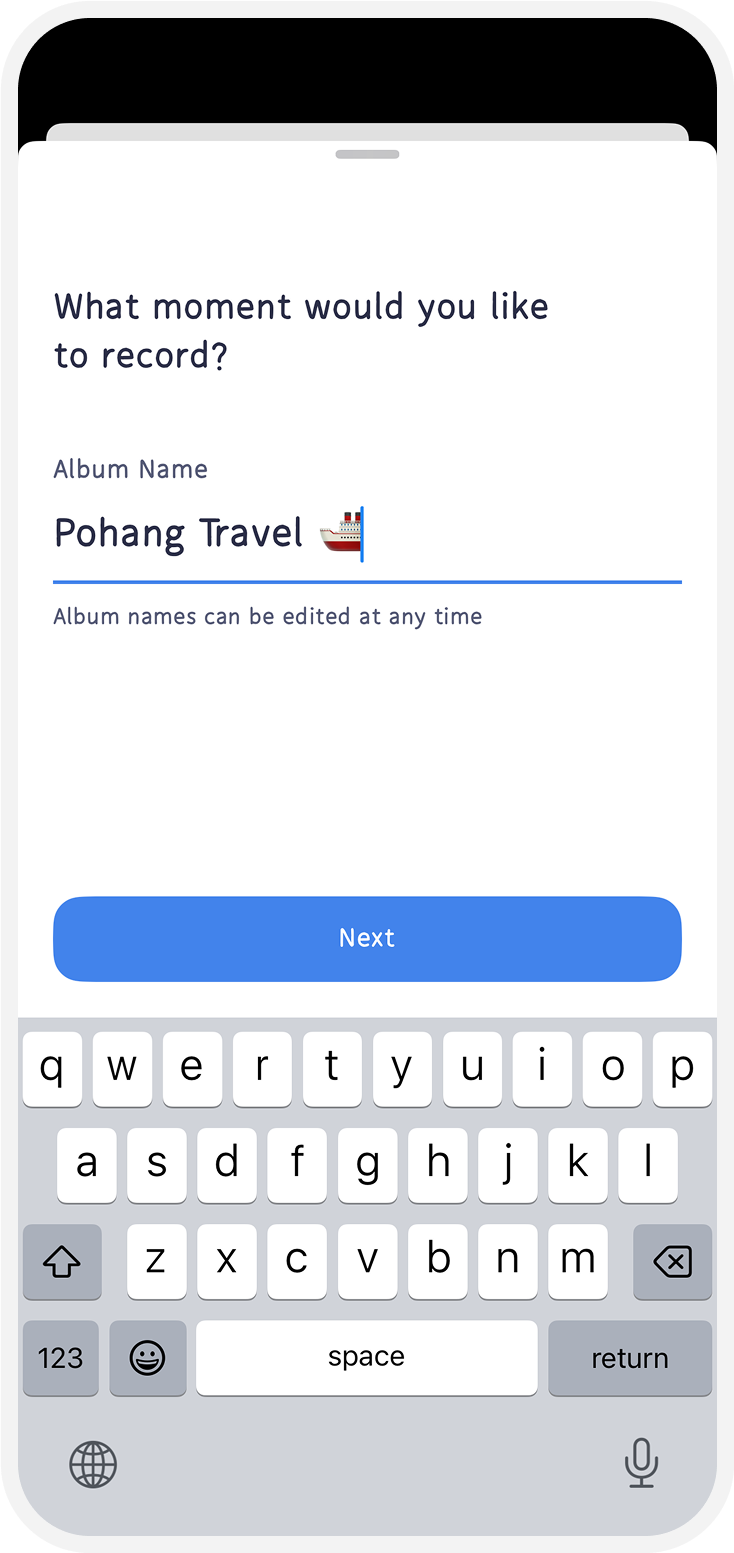 What moment would you like
to record?
Album Name
Pohang Travel 🚢
Album names can be edited at any time
Next
q w e r t y u i o p
a s d f g h j k l
z x c v b n m
123 space return